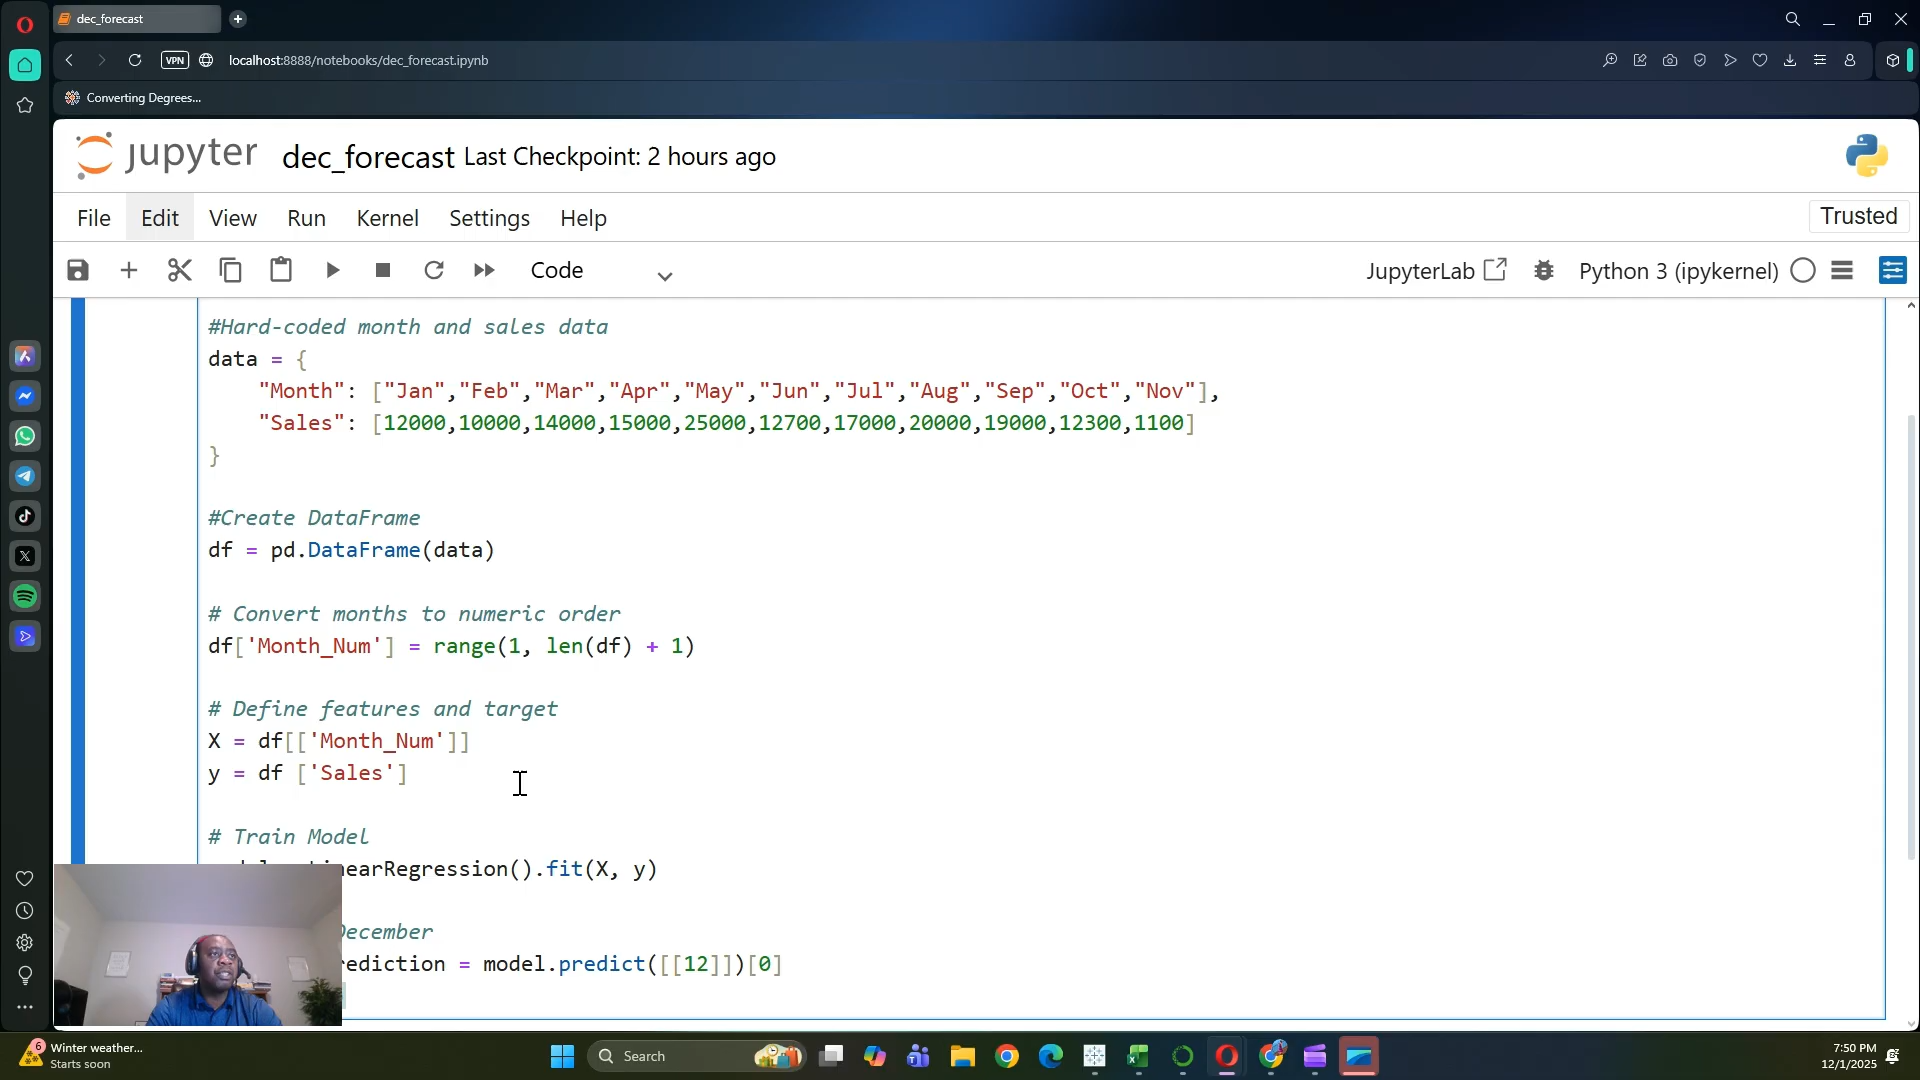 dec_forecast
VPN localhost:8888/notebooks/dec_forecast.ipynb
Converting Degrees...
jupyter dec_forecast Last Checkpoint: 2 hours ago
File Edit View Run Kernel Settings Help Trusted
Code JupyterLab Python 3 (ipykernel)
#Hard-coded month and sales data
data = {
"Month": ["Jan","Feb","Mar","Apr","May","Jun","Jul","Aug","Sep","Oct","Nov"],
"Sales": [12000,10000,14000,15000,25000,12700,17000,20000,19000,12300,1100]
}
#Create DataFrame
df = pd.DataFrame(data)
# Convert months to numeric order
df['Month_Num'] = range(1, len(df) + 1)
# Define features and target
X = df[['Month_Num']]
y = df ['Sales']
# Train Model
nearRegression().fit(X, y)
December
rediction = model.predict([[12]])[0]
6 Winter weather...
Starts soon
Search
7:50 PM
12/1/2025